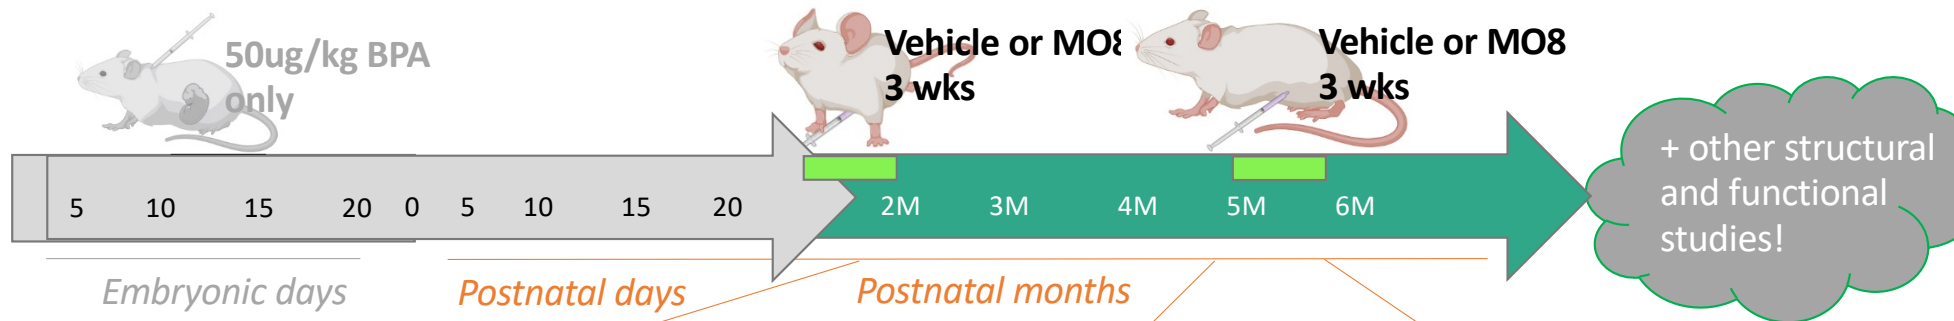 50ug/kg BPA
only
Vehicle or MO8
3 wks
Vehicle or MO8
3 wks
5 10 15 20 0 5 10 15 20 2M 3M 4M 5M 6M
+ other structural
and functional
studies!
Embryonic days
Postnatal days
Postnatal months